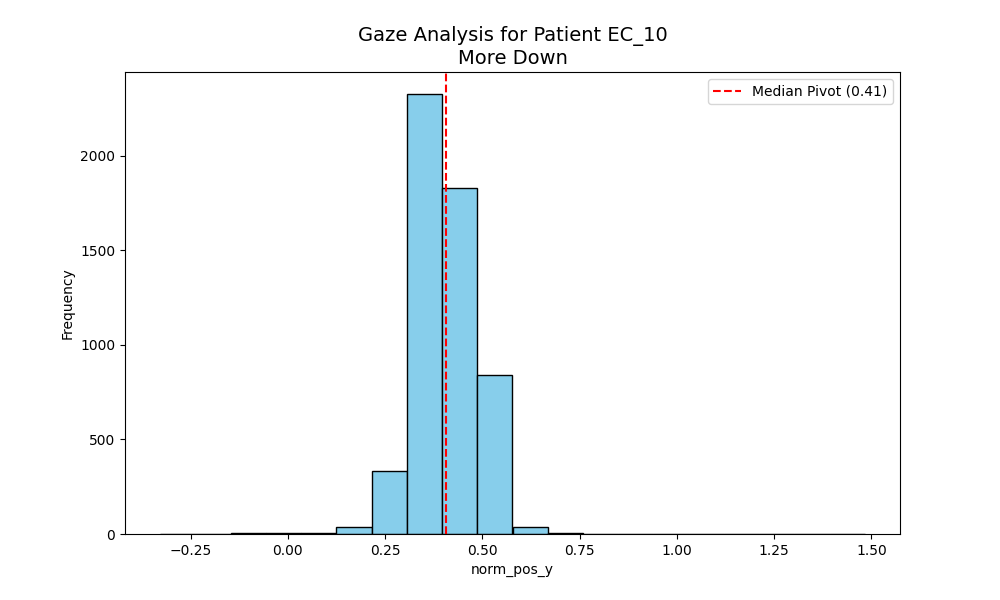 Gaze Analysis for Patient EC_10
More Down
Median Pivot (0.41)
2000
1500
1000
500
0
Frequency
−0.25
0.00
0.25
0.50
0.75
1.00
1.25
1.50
norm_pos_y